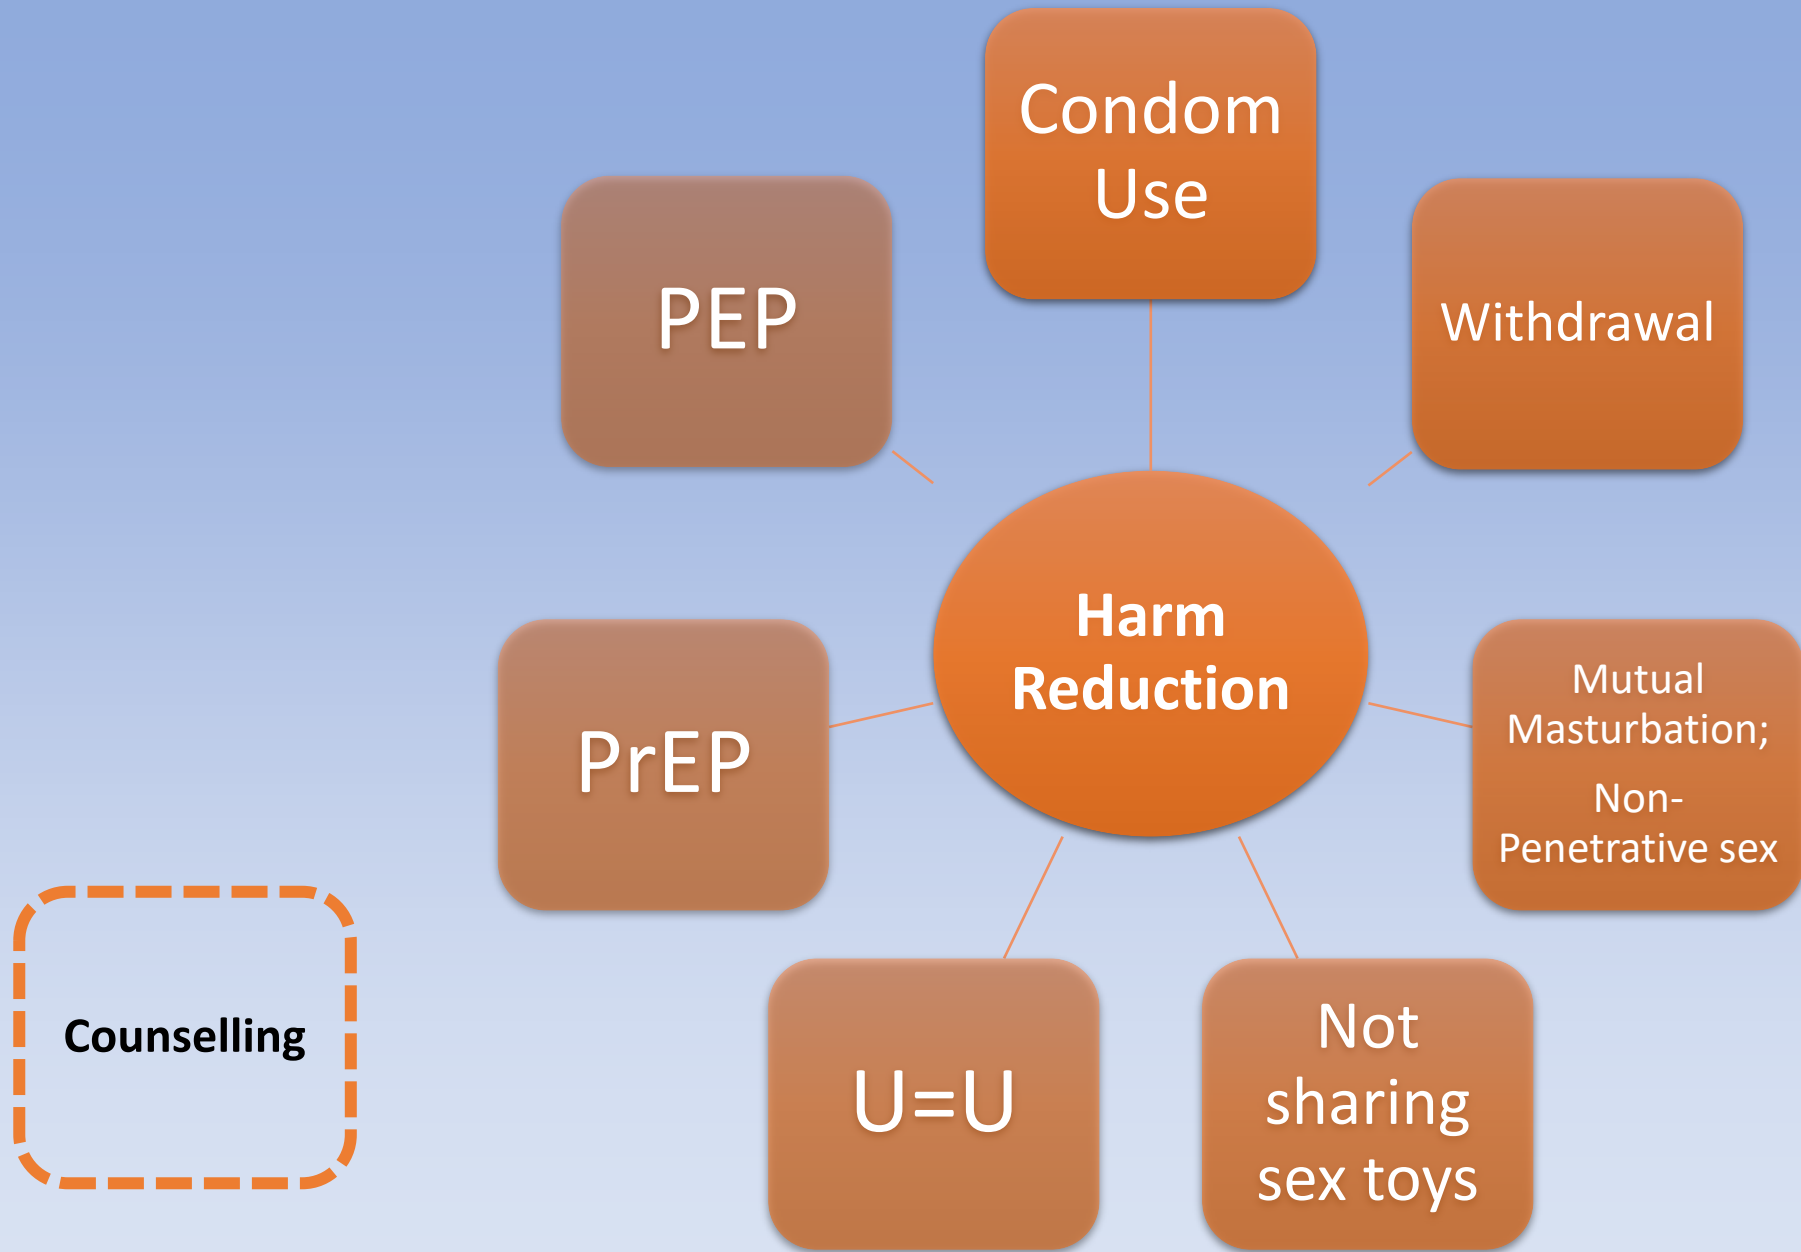 Condom
Use
Withdrawal
Mutual
Masturbation;
Non-
Penetrative sex
Not
sharing
sex toys
U=U
PrEP
PEP
Harm
Reduction
Counselling